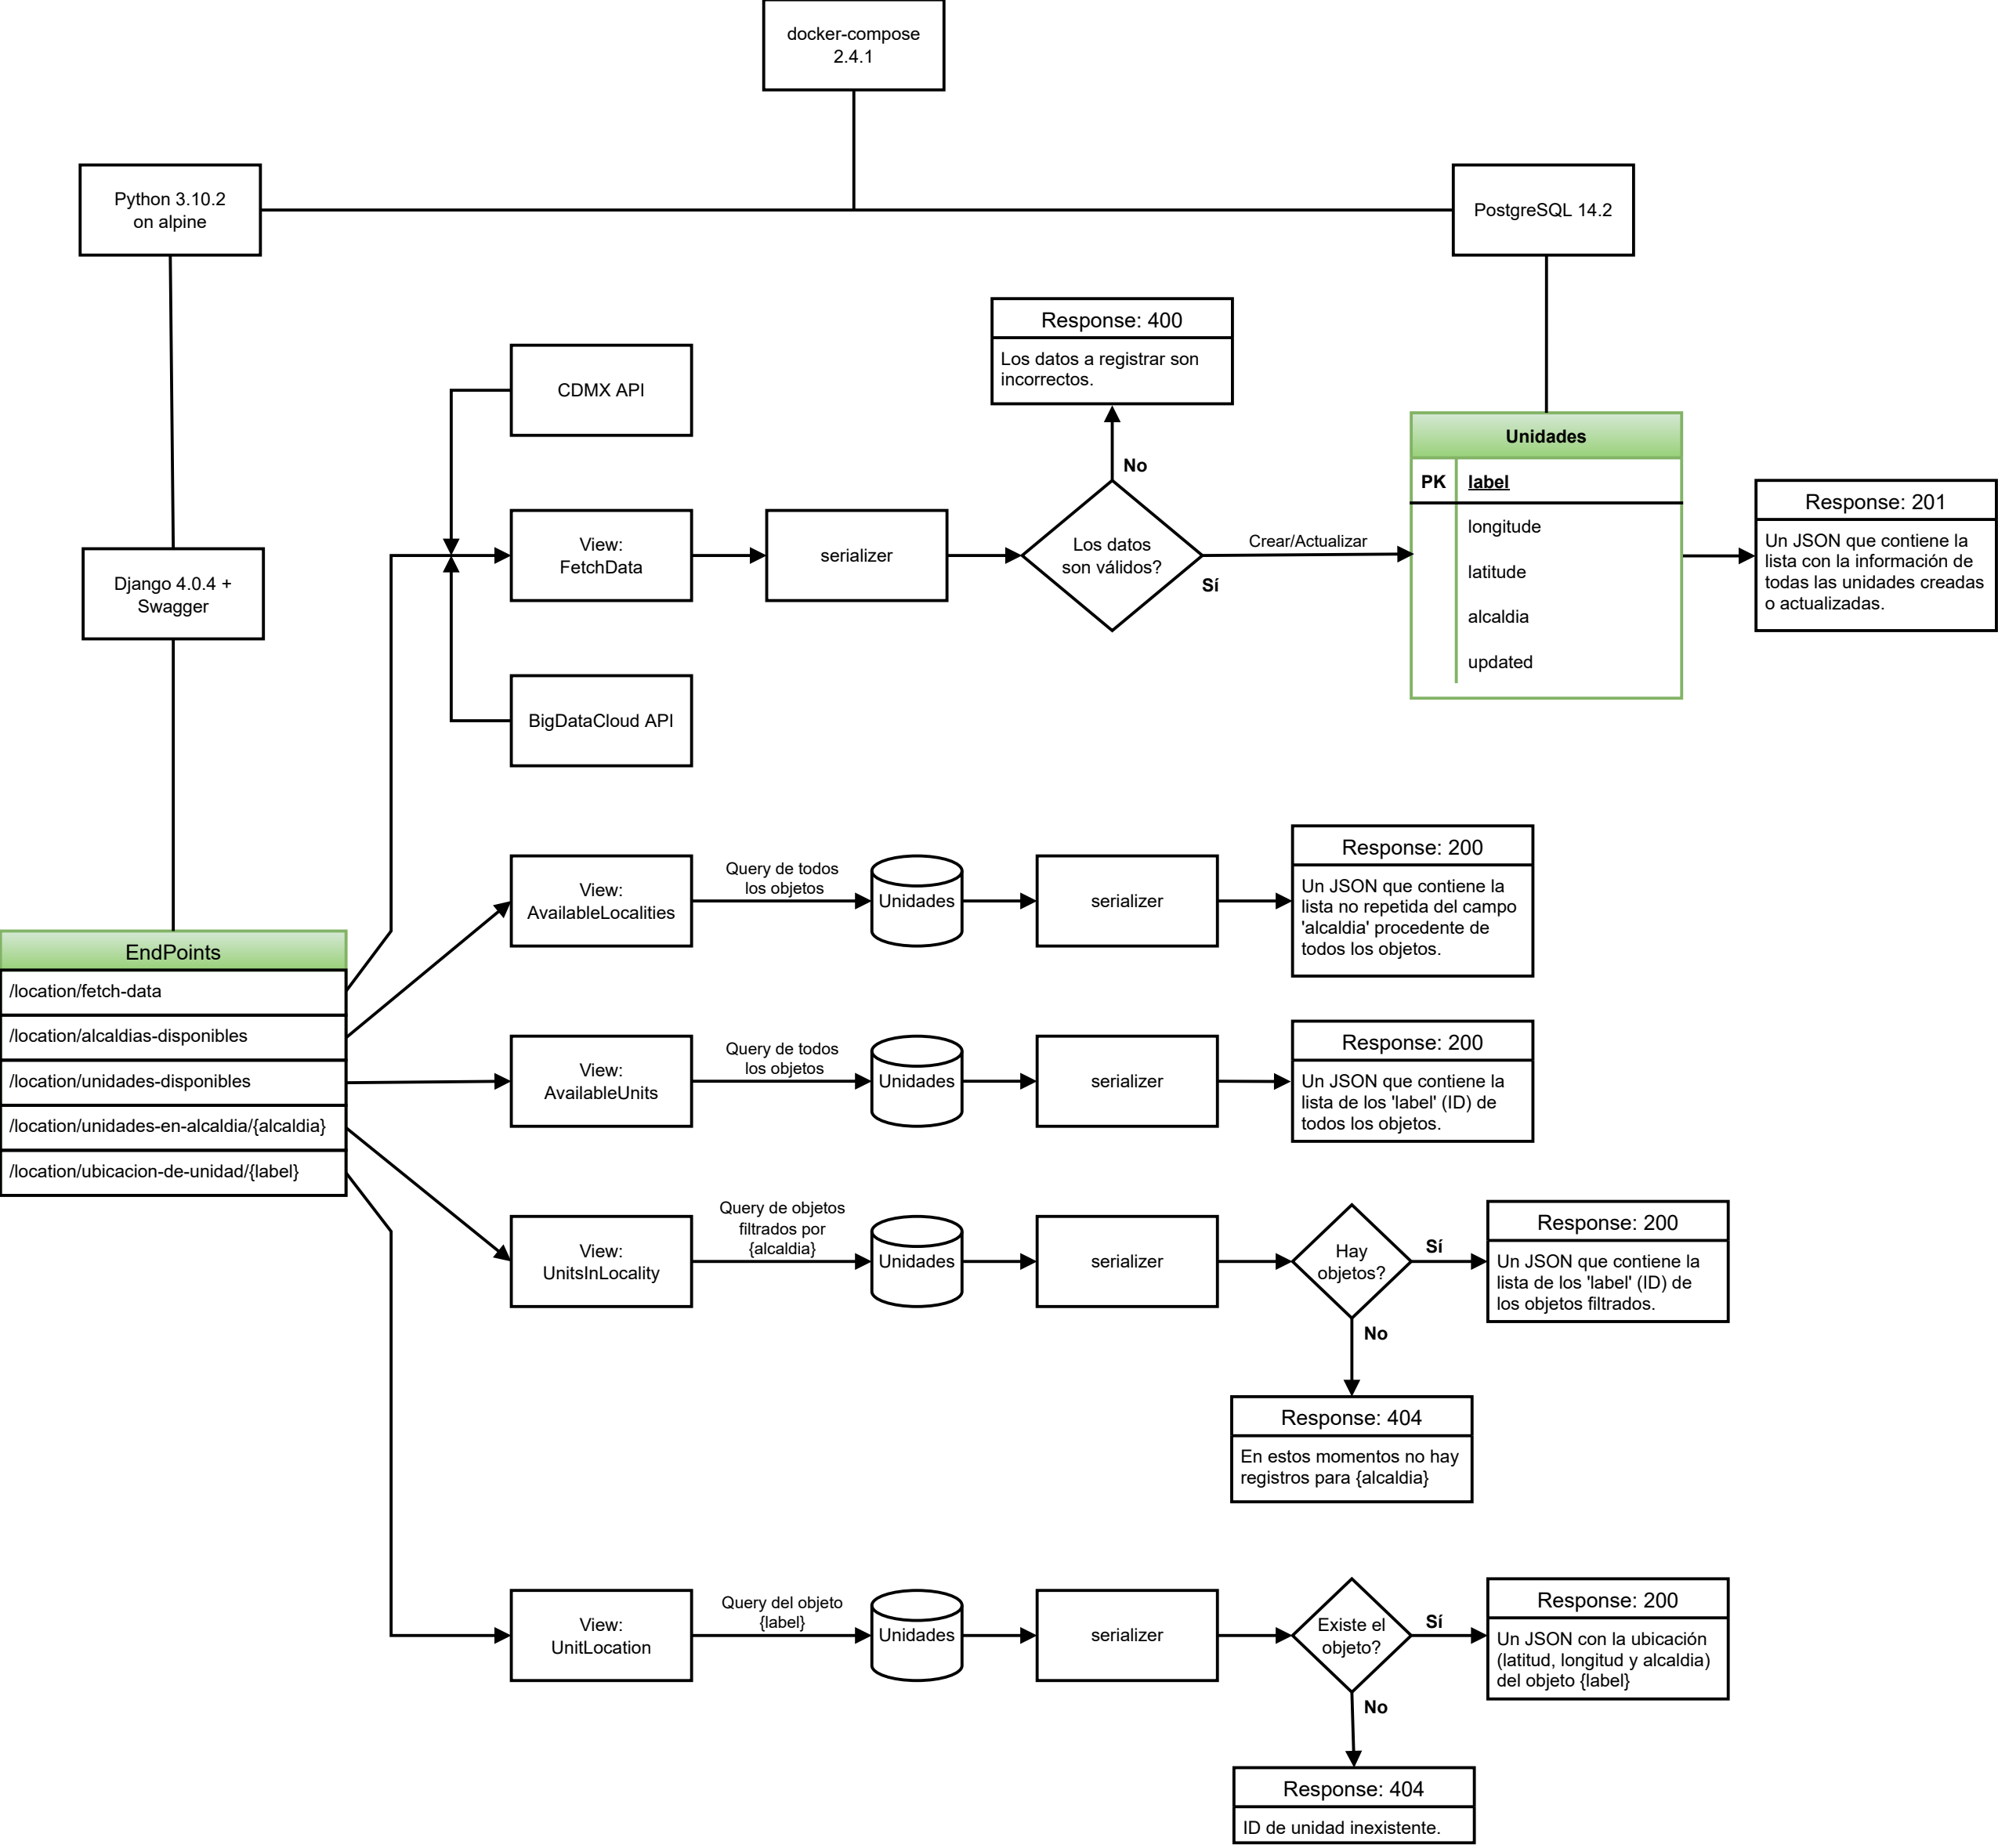 docker-compose
2.4.1
Python 3.10.2
on alpine
PostgreSQL 14.2
Response: 400
Los datos a registrar son
incorrectos.
CDMX API
No
Unidades
PK label
longitude
latitude
alcaldia
updated
Response: 201
Un JSON que contiene la
lista con la información de
todas las unidades creadas
o actualizadas.
View:
FetchData
serializer
Los datos
son válidos?
Crear/Actualizar
Sí
Django 4.0.4 +
Swagger
BigDataCloud API
EndPoints
/location/fetch-data
/location/alcaldias-disponibles
/location/unidades-disponibles
/location/unidades-en-alcaldia/{alcaldia}
/location/ubicacion-de-unidad/{label}
View:
AvailableLocalities
Query de todos
los objetos
Unidades
serializer
Response: 200
Un JSON que contiene la
lista no repetida del campo
'alcaldia' procedente de
todos los objetos.
View:
AvailableUnits
Query de todos
los objetos
Unidades
serializer
Response: 200
Un JSON que contiene la
lista de los 'label' (ID) de
todos los objetos.
View:
UnitsInLocality
Query de objetos
filtrados por
{alcaldia}
Unidades
serializer
Hay
objetos?
Sí
Response: 200
Un JSON que contiene la
lista de los 'label' (ID) de
los objetos filtrados.
No
Response: 404
En estos momentos no hay
registros para {alcaldia}
View:
UnitLocation
Query del objeto
{label}
Unidades
serializer
Existe el
objeto?
Sí
Response: 200
Un JSON con la ubicación
(latitud, longitud y alcaldia)
del objeto {label}
No
Response: 404
ID de unidad inexistente.